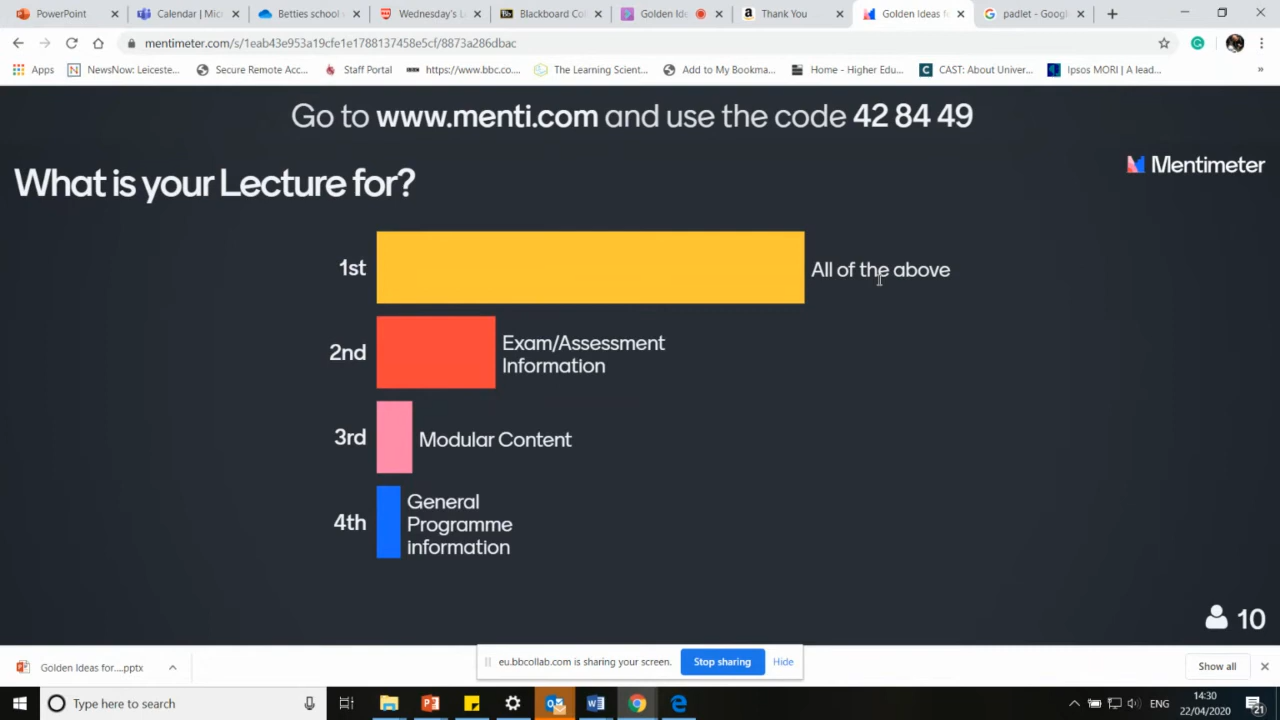 PowerPoint
Calendar | Mic
Betties school
Wednesday's L
Blackboard Co
Golden Ide
Thank You
Golden Ideas fo
padlet - Googl
mentimeter.com/s/1eab43e953a19cfe1e1788137458e5cf/8873a286dbac
Apps
NewsNow: Leiceste...
Secure Remote Acc...
Staff Portal
https://www.bbc.co....
The Learning Scient...
Add to My Bookma...
Home - Higher Edu...
CAST: About Univer...
Ipsos MORI | A lead...
»
Go to www.menti.com and use the code 42 84 49
Mentimeter
What is your Lecture for?
1st
All of the above
2nd
Exam/Assessment
Information
3rd
Modular Content
4th
General
Programme
information
10
eu.bbcollab.com is sharing your screen.
Stop sharing
Hide
Golden Ideas for....pptx
Show all
Type here to search
ENG
14:30
22/04/2020
21